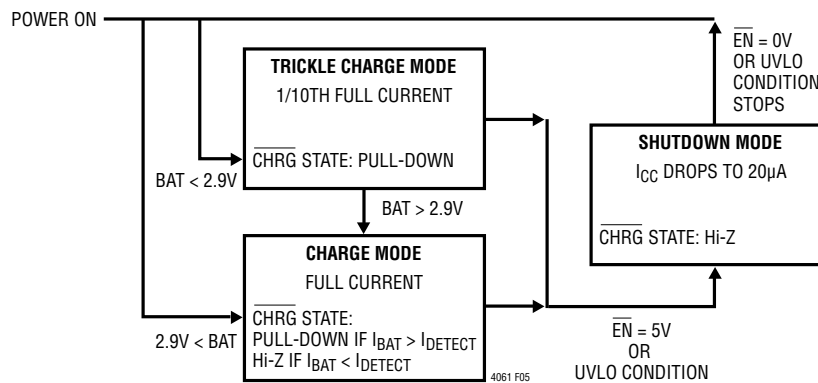 POWER ON
TRICKLE CHARGE MODE
1/10TH FULL CURRENT
CHRG STATE: PULL-DOWN
BAT < 2.9V
BAT > 2.9V
CHARGE MODE
FULL CURRENT
CHRG STATE:
PULL-DOWN IF IBAT > IDETECT
Hi-Z IF IBAT < IDETECT
2.9V < BAT
4061 F05
EN = 0V
OR UVLO
CONDITION
STOPS
SHUTDOWN MODE
ICC DROPS TO 20µA
CHRG STATE: Hi-Z
EN = 5V
OR
UVLO CONDITION